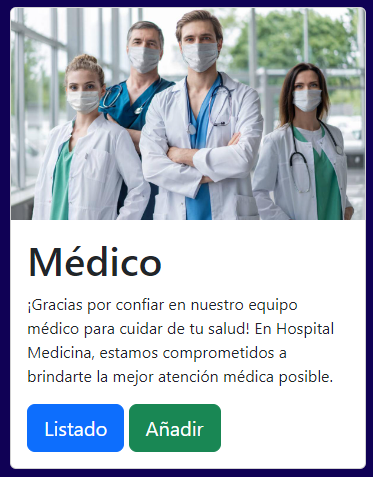 Médico
¡Gracias por confiar en nuestro equipo
médico para cuidar de tu salud! En Hospital
Medicina, estamos comprometidos a
brindarte la mejor atención médica posible.
Listado
Añadir